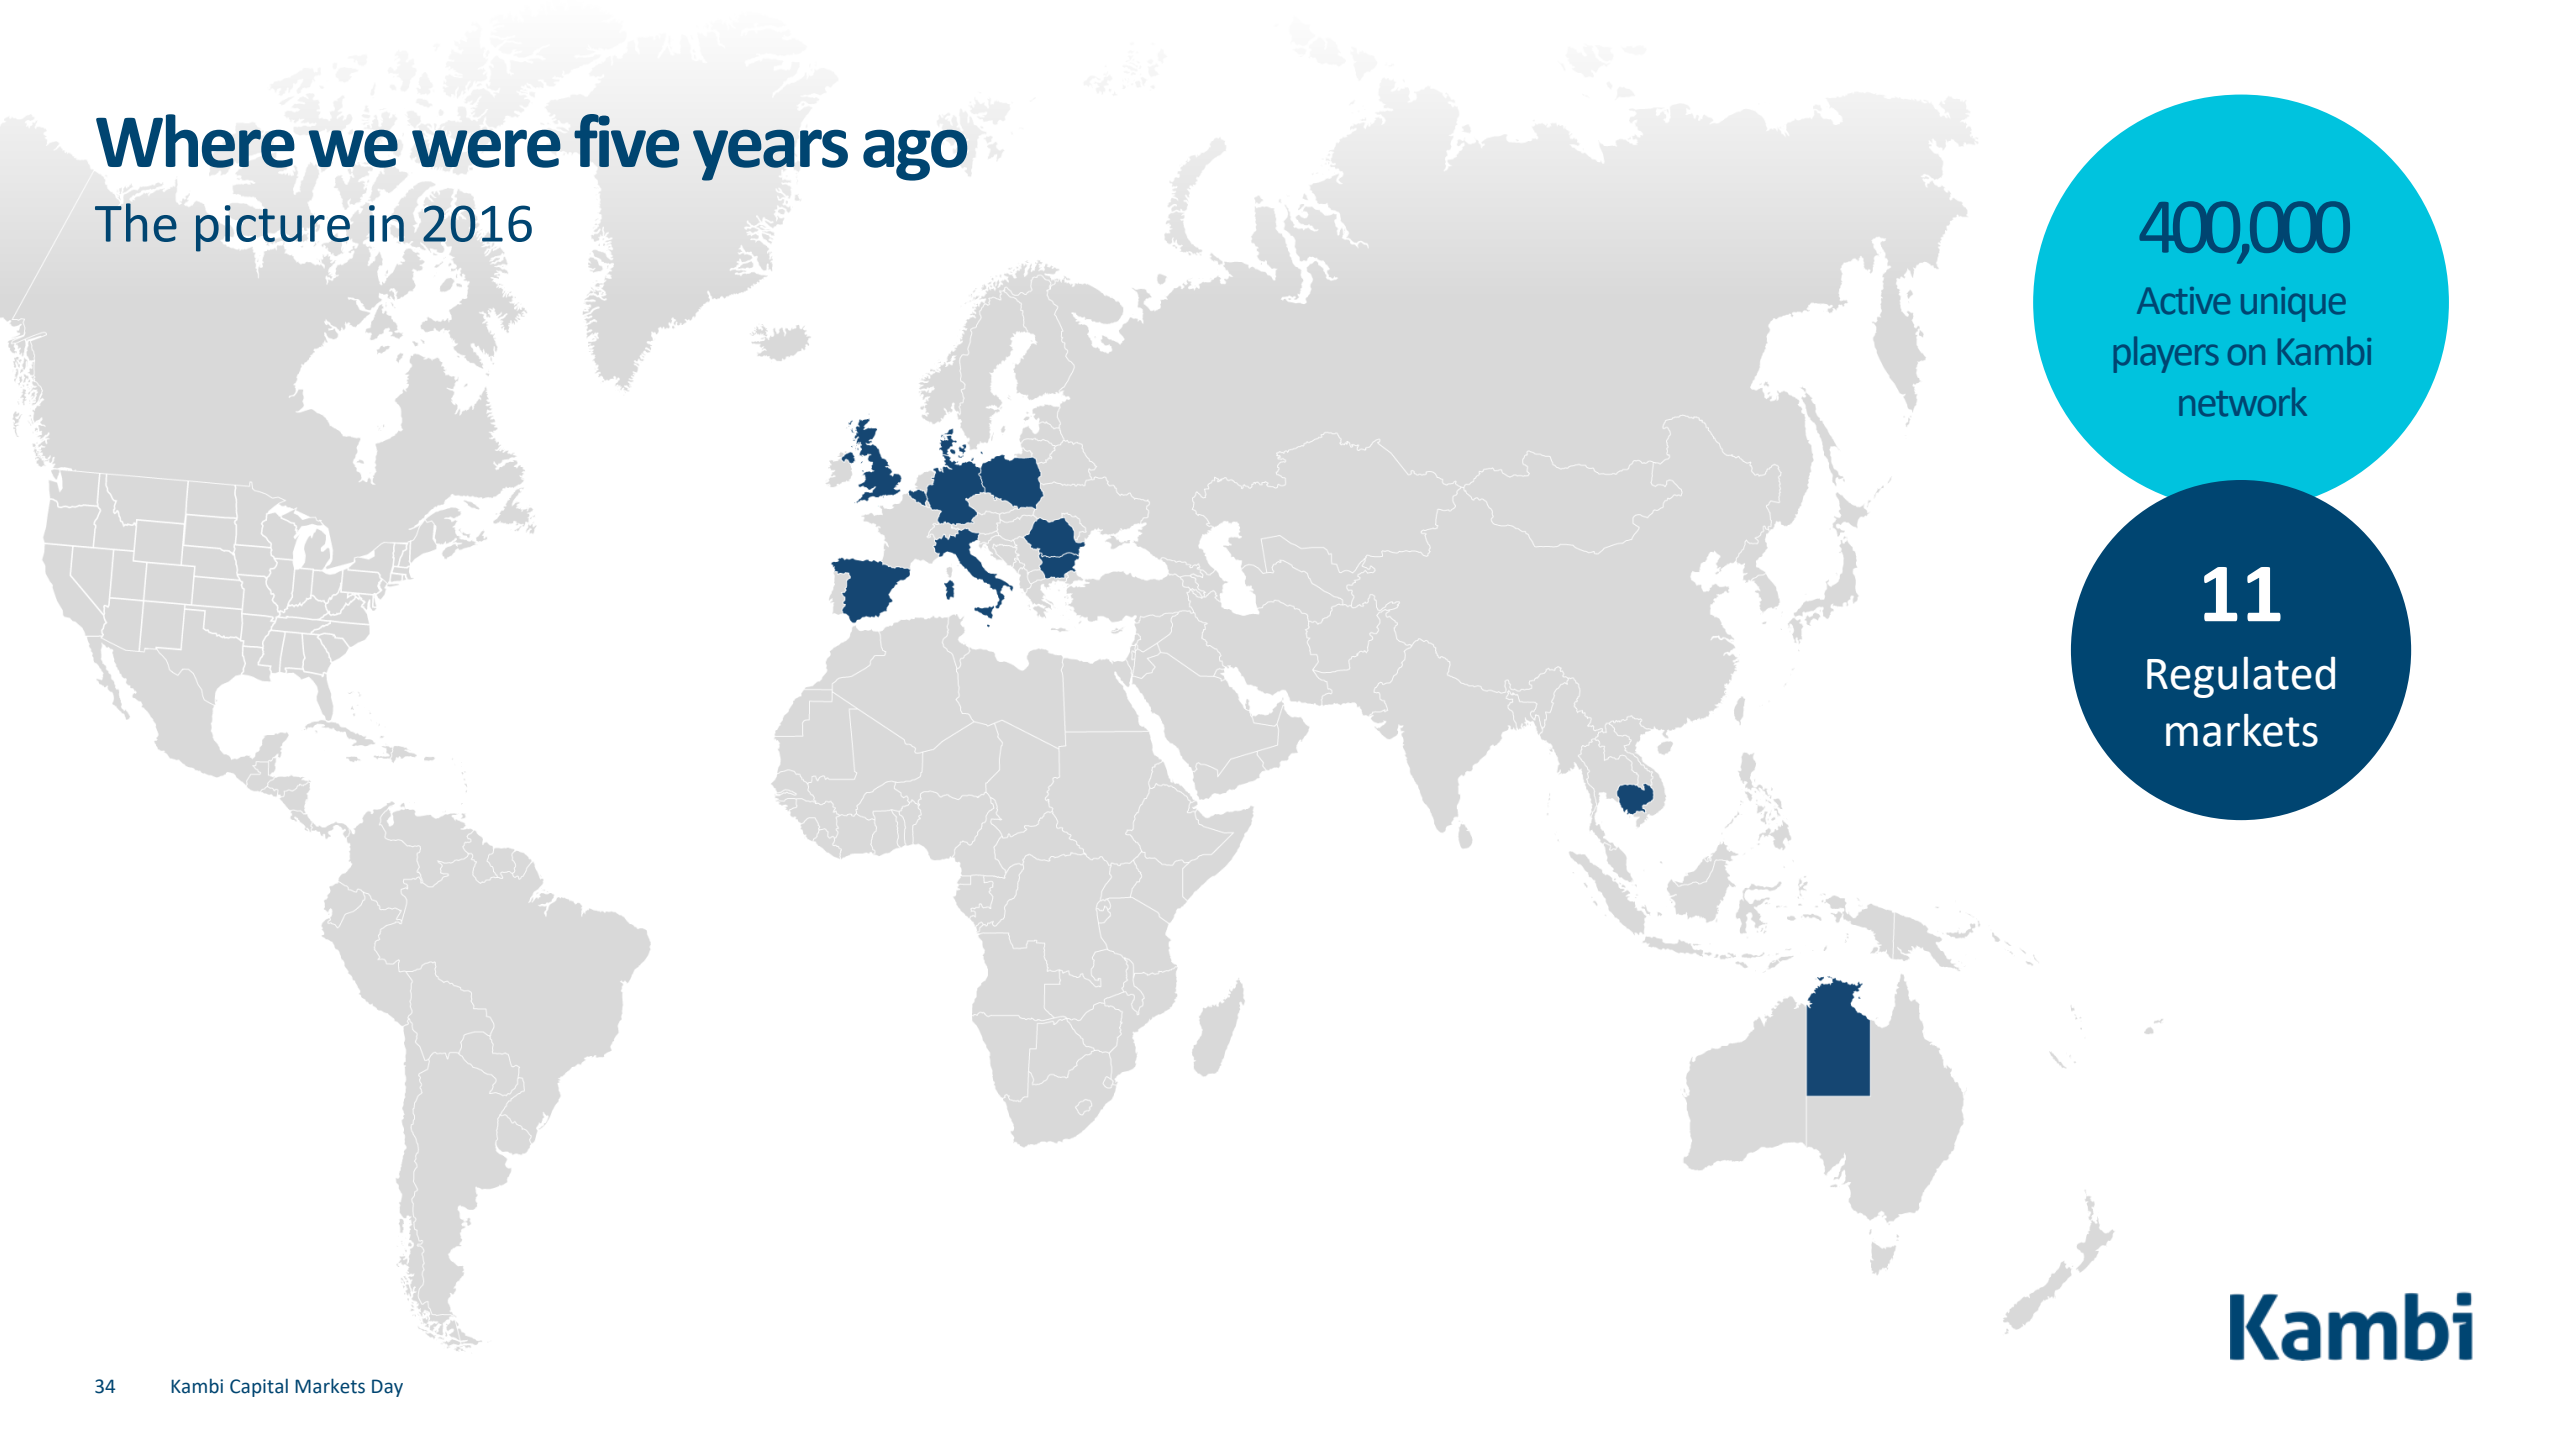 Where we were five years ago
The picture in 2016
400,000
Active unique
players on Kambi
network
11
Regulated
markets
Kambi
34 Kambi Capital Markets Day